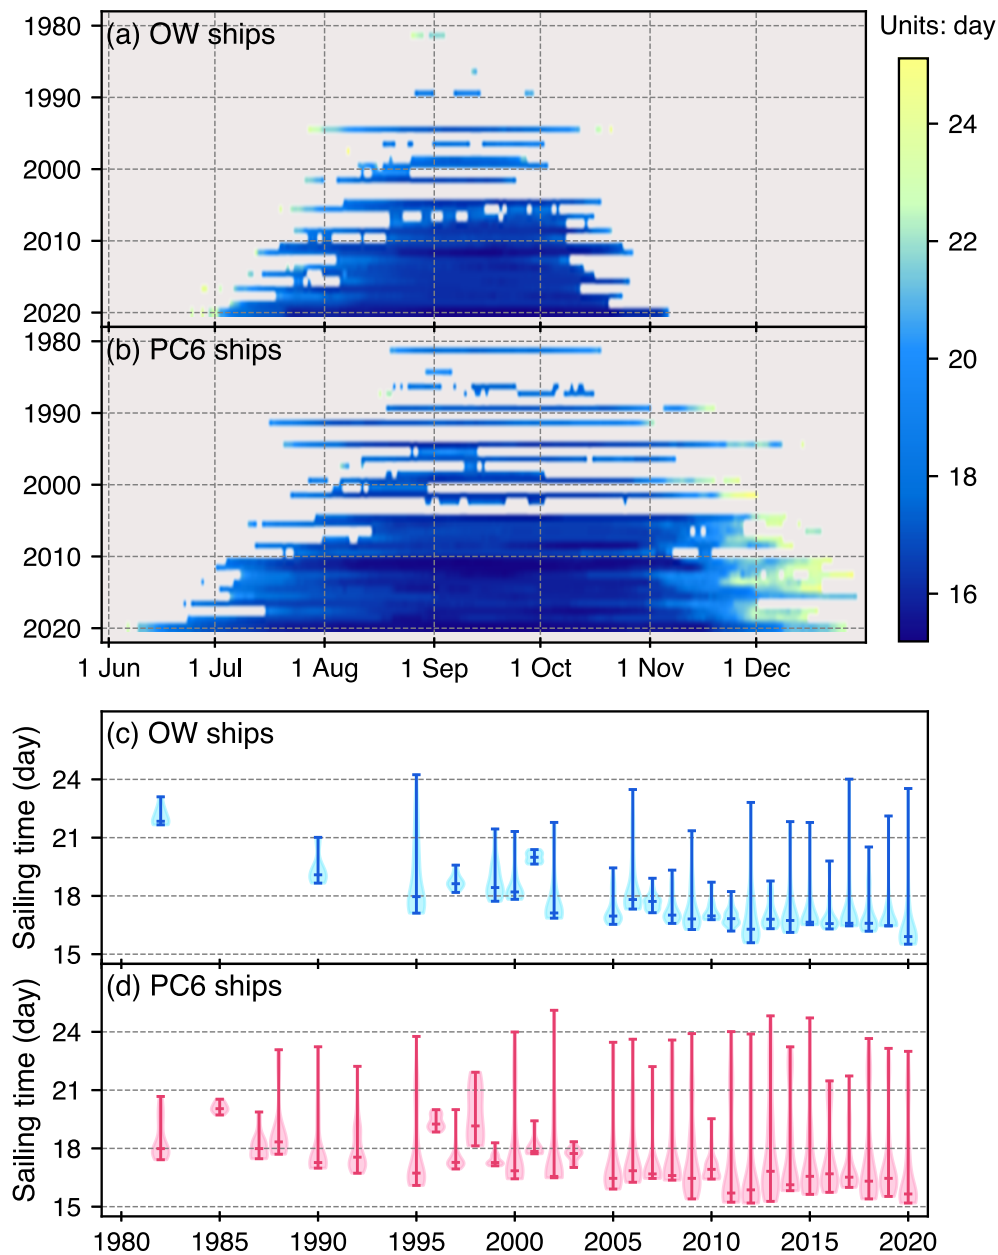 Units: day
(a) OW ships
1980
1990
2000
2010
2020
24
22
20
18
16
(b) PC6 ships
1980
1990
2000
2010
2020
1 Jun 1 Jul 1 Aug 1 Sep 1 Oct 1 Nov 1 Dec
(c) OW ships
Sailing time (day)
24
21
18
15
(d) PC6 ships
Sailing time (day)
24
21
18
15
1980 1985 1990 1995 2000 2005 2010 2015 2020